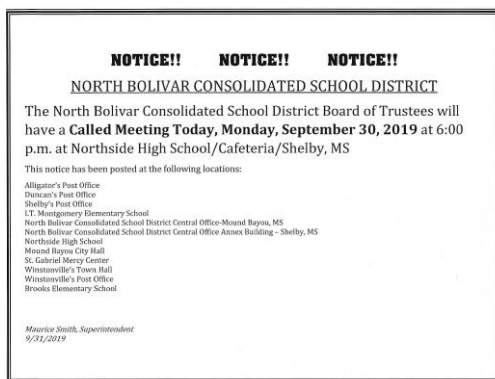 NOTICE!! NOTICE!! NOTICE!!
NORTH BOLIVAR CONSOLIDATED SCHOOL DISTRICT
The North Bolivar Consolidated School District Board of Trustees will
have a Called Meeting Today, Monday, September 30, 2019 at 6:00
p.m. at Northside High School/Cafeteria/Shelby, MS
This notice has been posted at the following locations:
Alligator's Post Office
Duncan's Post Office
Shelby's Post Office
I.T. Montgomery Elementary School
North Bolivar Consolidated School District Central Office-Mound Bayou, MS
North Bolivar Consolidated School District Central Office Annex Building – Shelby, MS
Northside High School
Mound Bayou City Hall
St. Gabriel Mercy Center
Winstonville's Town Hall
Winstonville's Post Office
Brooks Elementary School
Maurice Smith, Superintendent
9/31/2019